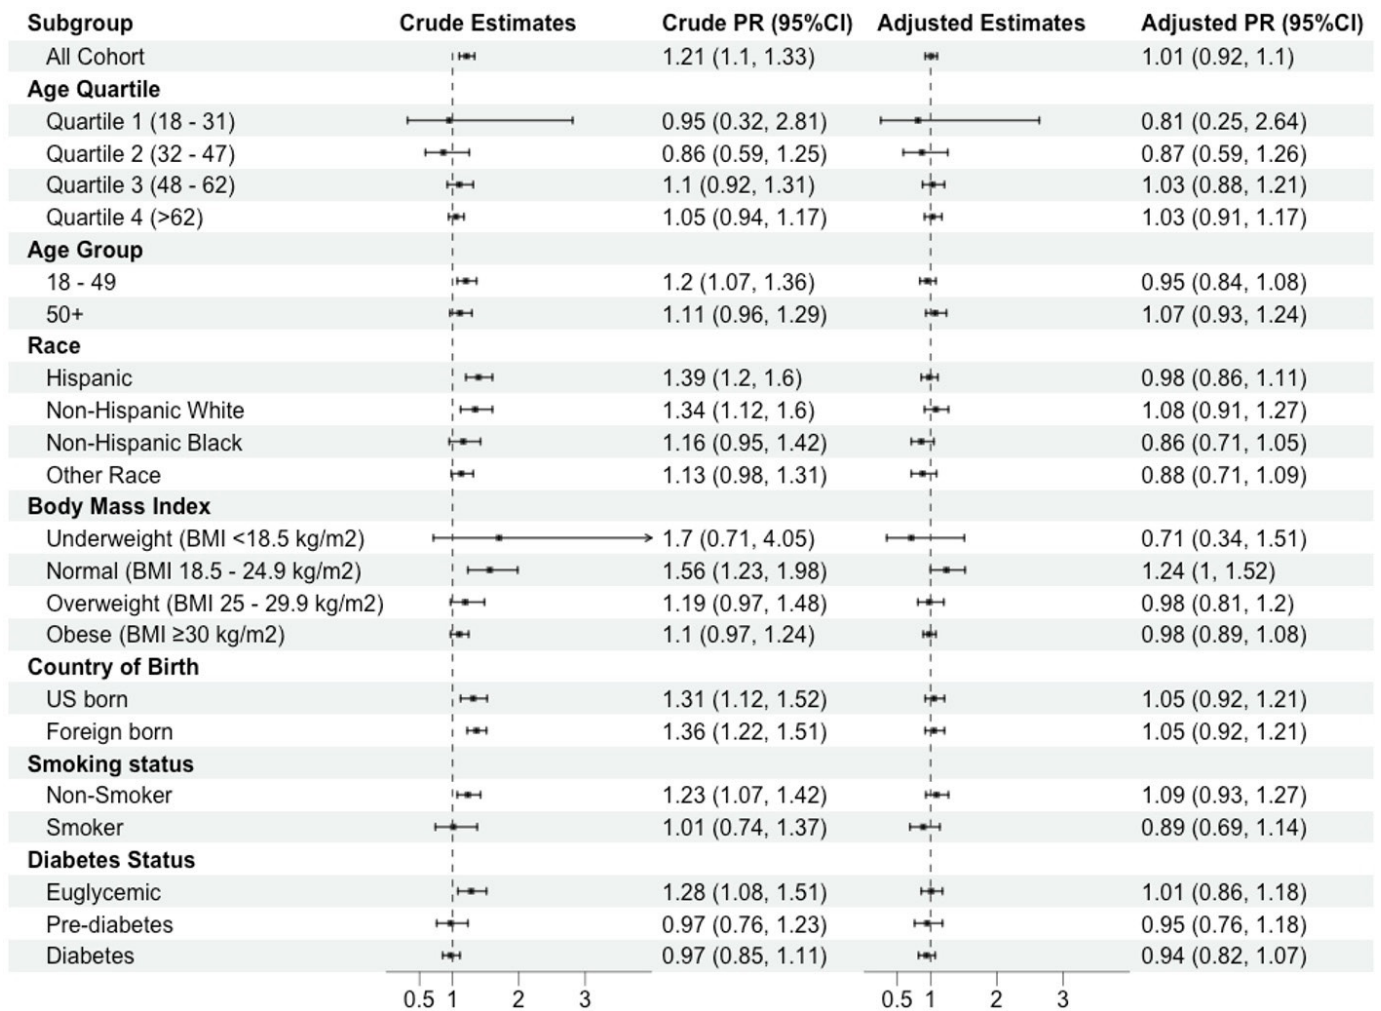 Subgroup Crude Estimates Crude PR (95%CI) Adjusted Estimates Adjusted PR (95%CI)
All Cohort 1.21 (1.1, 1.33) 1.01 (0.92, 1.1)
Age Quartile
Quartile 1 (18 - 31) 0.95 (0.32, 2.81) 0.81 (0.25, 2.64)
Quartile 2 (32 - 47) 0.86 (0.59, 1.25) 0.87 (0.59, 1.26)
Quartile 3 (48 - 62) 1.1 (0.92, 1.31) 1.03 (0.88, 1.21)
Quartile 4 (>62) 1.05 (0.94, 1.17) 1.03 (0.91, 1.17)
Age Group
18 - 49 1.2 (1.07, 1.36) 0.95 (0.84, 1.08)
50+ 1.11 (0.96, 1.29) 1.07 (0.93, 1.24)
Race
Hispanic 1.39 (1.2, 1.6) 0.98 (0.86, 1.11)
Non-Hispanic White 1.34 (1.12, 1.6) 1.08 (0.91, 1.27)
Non-Hispanic Black 1.16 (0.95, 1.42) 0.86 (0.71, 1.05)
Other Race 1.13 (0.98, 1.31) 0.88 (0.71, 1.09)
Body Mass Index
Underweight (BMI <18.5 kg/m2) 1.7 (0.71, 4.05) 0.71 (0.34, 1.51)
Normal (BMI 18.5 - 24.9 kg/m2) 1.56 (1.23, 1.98) 1.24 (1, 1.52)
Overweight (BMI 25 - 29.9 kg/m2) 1.19 (0.97, 1.48) 0.98 (0.81, 1.2)
Obese (BMI ≥30 kg/m2) 1.1 (0.97, 1.24) 0.98 (0.89, 1.08)
Country of Birth
US born 1.31 (1.12, 1.52) 1.05 (0.92, 1.21)
Foreign born 1.36 (1.22, 1.51) 1.05 (0.92, 1.21)
Smoking status
Non-Smoker 1.23 (1.07, 1.42) 1.09 (0.93, 1.27)
Smoker 1.01 (0.74, 1.37) 0.89 (0.69, 1.14)
Diabetes Status
Euglycemic 1.28 (1.08, 1.51) 1.01 (0.86, 1.18)
Pre-diabetes 0.97 (0.76, 1.23) 0.95 (0.76, 1.18)
Diabetes 0.97 (0.85, 1.11) 0.94 (0.82, 1.07)
0.5 1 2 3 0.5 1 2 3